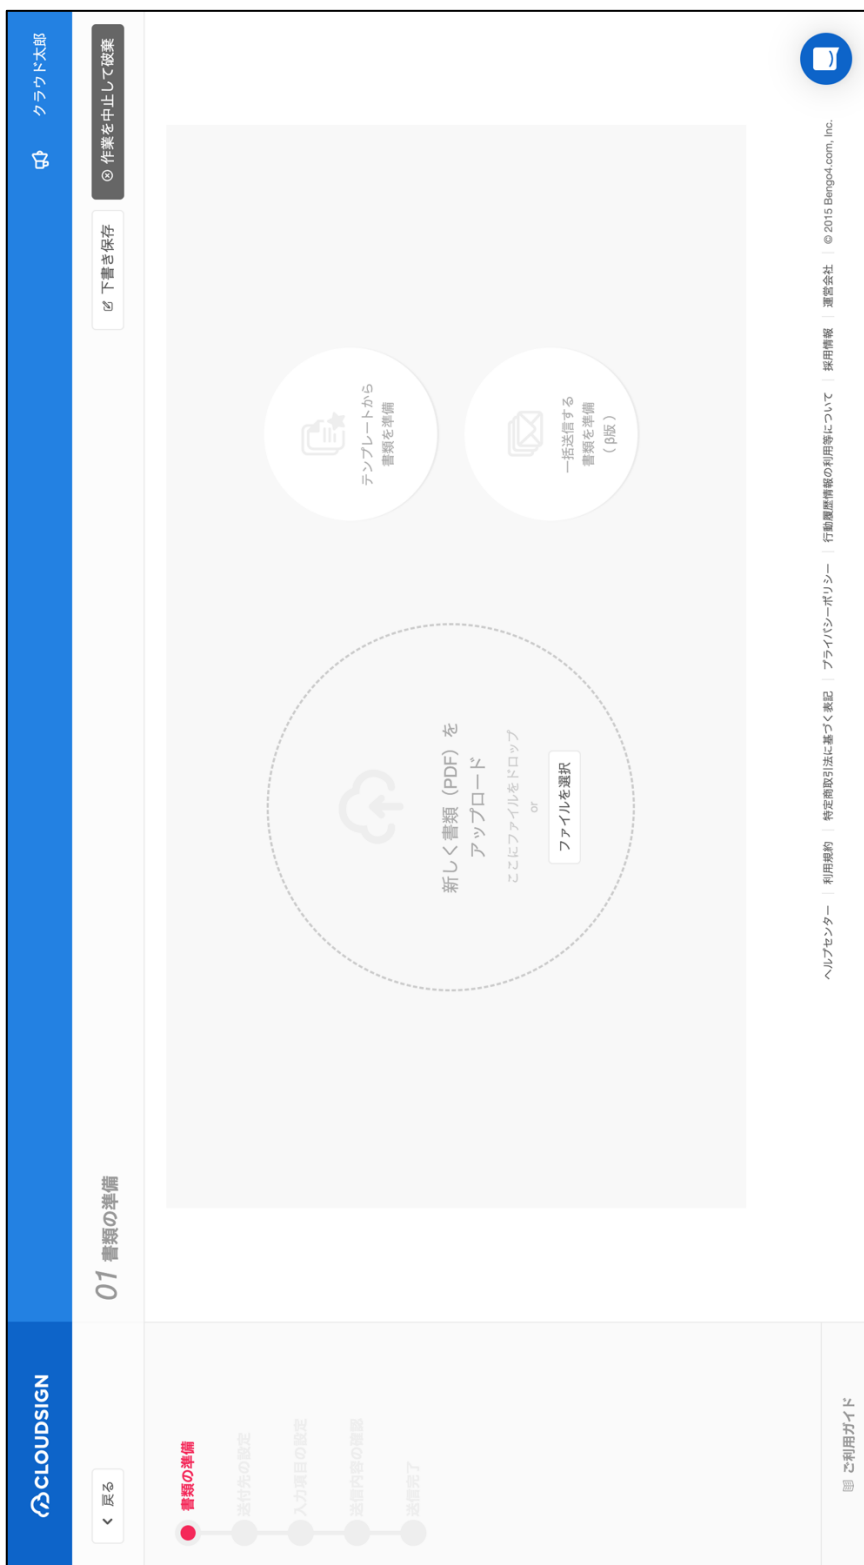 CLOUDSIGN
クラウド太郎
戻る
01 書類の準備
下書き保存
作業を中止して破棄
書類の準備
送付先の設定
入力項目の設定
送信内容の確認
送信完了
新しく書類（PDF）を
アップロード
ここにファイルをドロップ
or
ファイルを選択
テンプレートから
書類を準備
一括送信する
書類を準備
（β版）
ご利用ガイド
ヘルプセンター | 利用規約 | 特定商取引法に基づく表記 | プライバシーポリシー | 行動履歴情報の利用等について | 採用情報 | 運営会社 | © 2015 Bengo4.com, Inc.